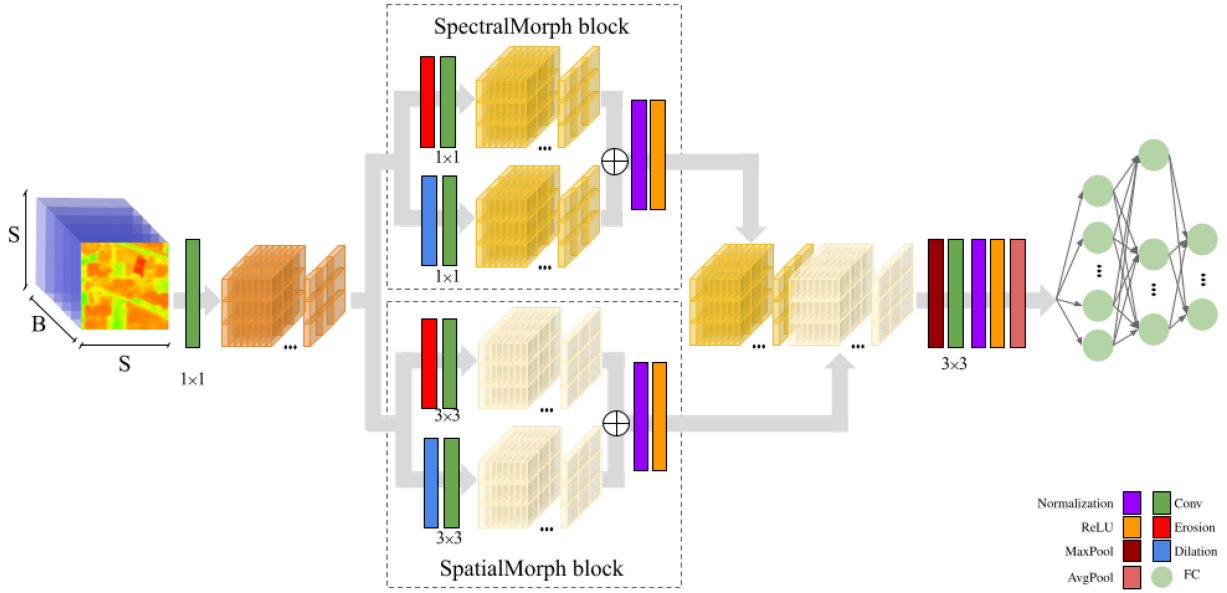 SpectralMorph block
1×1
1×1
S
B
S
1×1
...
...
...
...
...
3×3
...
...
3×3
3×3
...
...
SpatialMorph block
Normalization
Conv
ReLU
Erosion
MaxPool
Dilation
AvgPool
FC